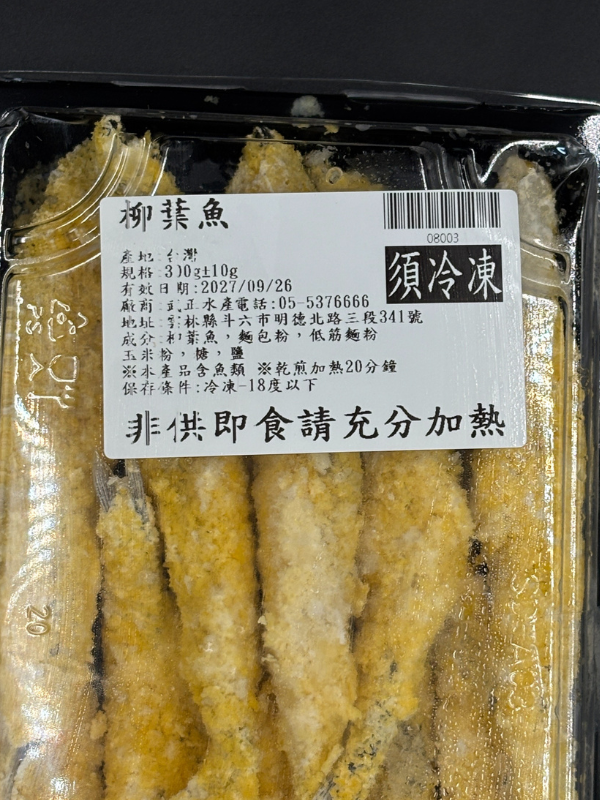 柳葉魚
08003
須冷凍
產地:台灣
規格:300g±10g
有效日期:2027/09/26
廠商:武正水產電話:05-5376666
地址:雲林縣斗六市明德北路三段341號
成分:柳葉魚，麵包粉，低筋麵粉
玉米粉，糖，鹽
※本產品含魚類 ※乾煎加熱20分鐘
保存條件:冷凍-18度以下
非供即食請充分加熱
20